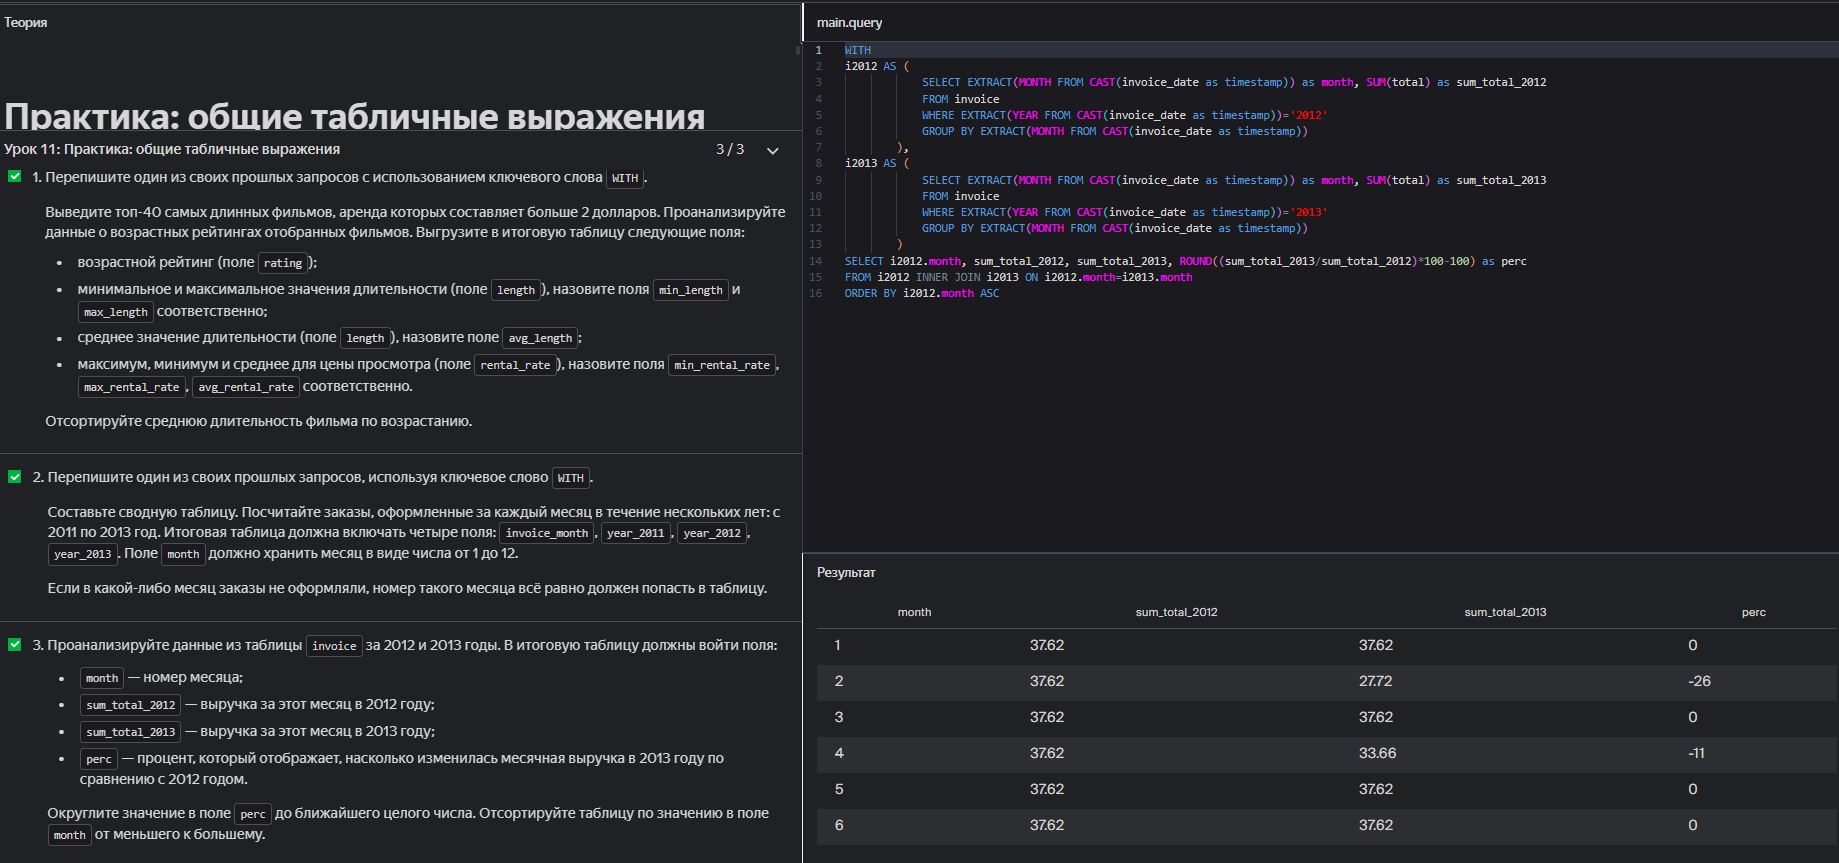 Теория
Практика: общие табличные выражения
Урок 11: Практика: общие табличные выражения
3 / 3
1. Перепишите один из своих прошлых запросов с использованием ключевого слова WITH .
Выведите топ-40 самых длинных фильмов, аренда которых составляет больше 2 долларов. Проанализируйте
данные о возрастных рейтингах отобранных фильмов. Выгрузите в итоговую таблицу следующие поля:
• возрастной рейтинг (поле rating );
• минимальное и максимальное значения длительности (поле length ), назовите поля min_length и
max_length соответственно;
• среднее значение длительности (поле length ), назовите поле avg_length ;
• максимум, минимум и среднее для цены просмотра (поле rental_rate ), назовите поля min_rental_rate ,
max_rental_rate , avg_rental_rate соответственно.
Отсортируйте среднюю длительность фильма по возрастанию.
2. Перепишите один из своих прошлых запросов, используя ключевое слово WITH .
Составьте сводную таблицу. Посчитайте заказы, оформленные за каждый месяц в течение нескольких лет: с
2011 по 2013 год. Итоговая таблица должна включать четыре поля: invoice_month , year_2011 , year_2012 ,
year_2013 . Поле month должно хранить месяц в виде числа от 1 до 12.
Если в какой-либо месяц заказы не оформляли, номер такого месяца всё равно должен попасть в таблицу.
3. Проанализируйте данные из таблицы invoice за 2012 и 2013 годы. В итоговую таблицу должны войти поля:
• month — номер месяца;
• sum_total_2012 — выручка за этот месяц в 2012 году;
• sum_total_2013 — выручка за этот месяц в 2013 году;
• perc — процент, который отображает, насколько изменилась месячная выручка в 2013 году по
сравнению с 2012 годом.
Округлите значение в поле perc до ближайшего целого числа. Отсортируйте таблицу по значению в поле
month от меньшего к большему.
main.query
1 WITH
2 i2012 AS (
3 SELECT EXTRACT(MONTH FROM CAST(invoice_date as timestamp)) as month, SUM(total) as sum_total_2012
4 FROM invoice
5 WHERE EXTRACT(YEAR FROM CAST(invoice_date as timestamp))='2012'
6 GROUP BY EXTRACT(MONTH FROM CAST(invoice_date as timestamp))
7 ),
8 i2013 AS (
9 SELECT EXTRACT(MONTH FROM CAST(invoice_date as timestamp)) as month, SUM(total) as sum_total_2013
10 FROM invoice
11 WHERE EXTRACT(YEAR FROM CAST(invoice_date as timestamp))='2013'
12 GROUP BY EXTRACT(MONTH FROM CAST(invoice_date as timestamp))
13 )
14 SELECT i2012.month, sum_total_2012, sum_total_2013, ROUND((sum_total_2013/sum_total_2012)*100-100) as perc
15 FROM i2012 INNER JOIN i2013 ON i2012.month=i2013.month
16 ORDER BY i2012.month ASC
Результат
month sum_total_2012 sum_total_2013 perc
1 37.62 37.62 0
2 37.62 27.72 -26
3 37.62 37.62 0
4 37.62 33.66 -11
5 37.62 37.62 0
6 37.62 37.62 0